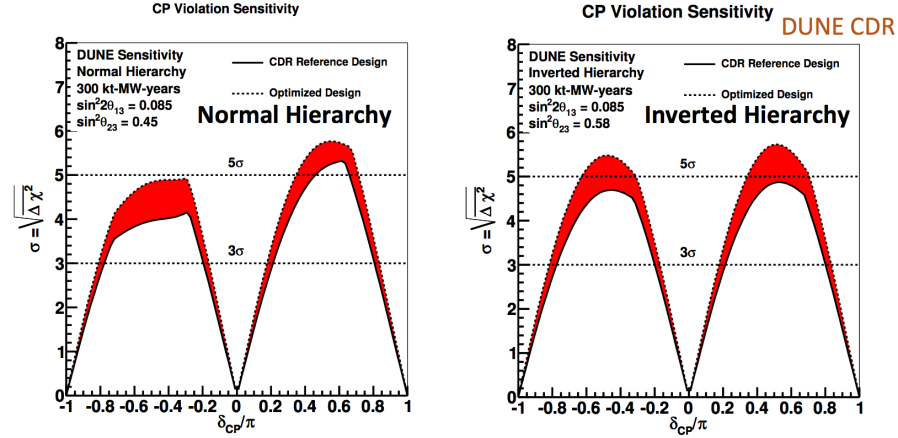 CP Violation Sensitivity
DUNE Sensitivity
Normal Hierarchy
300 kt-MW-years
sin²2θ₁₃ = 0.085
sin²θ₂₃ = 0.45
CDR Reference Design
Optimized Design
Normal Hierarchy
5σ
3σ
σ = √Δχ²
8
7
6
5
4
3
2
1
0
-1 -0.8 -0.6 -0.4 -0.2 0 0.2 0.4 0.6 0.8 1
δCP/π
CP Violation Sensitivity
DUNE CDR
DUNE Sensitivity
Inverted Hierarchy
300 kt-MW-years
sin²2θ₁₃ = 0.085
sin²θ₂₃ = 0.58
CDR Reference Design
Optimized Design
Inverted Hierarchy
5σ
3σ
σ = √Δχ²
8
7
6
5
4
3
2
1
0
-1 -0.8 -0.6 -0.4 -0.2 0 0.2 0.4 0.6 0.8 1
δCP/π